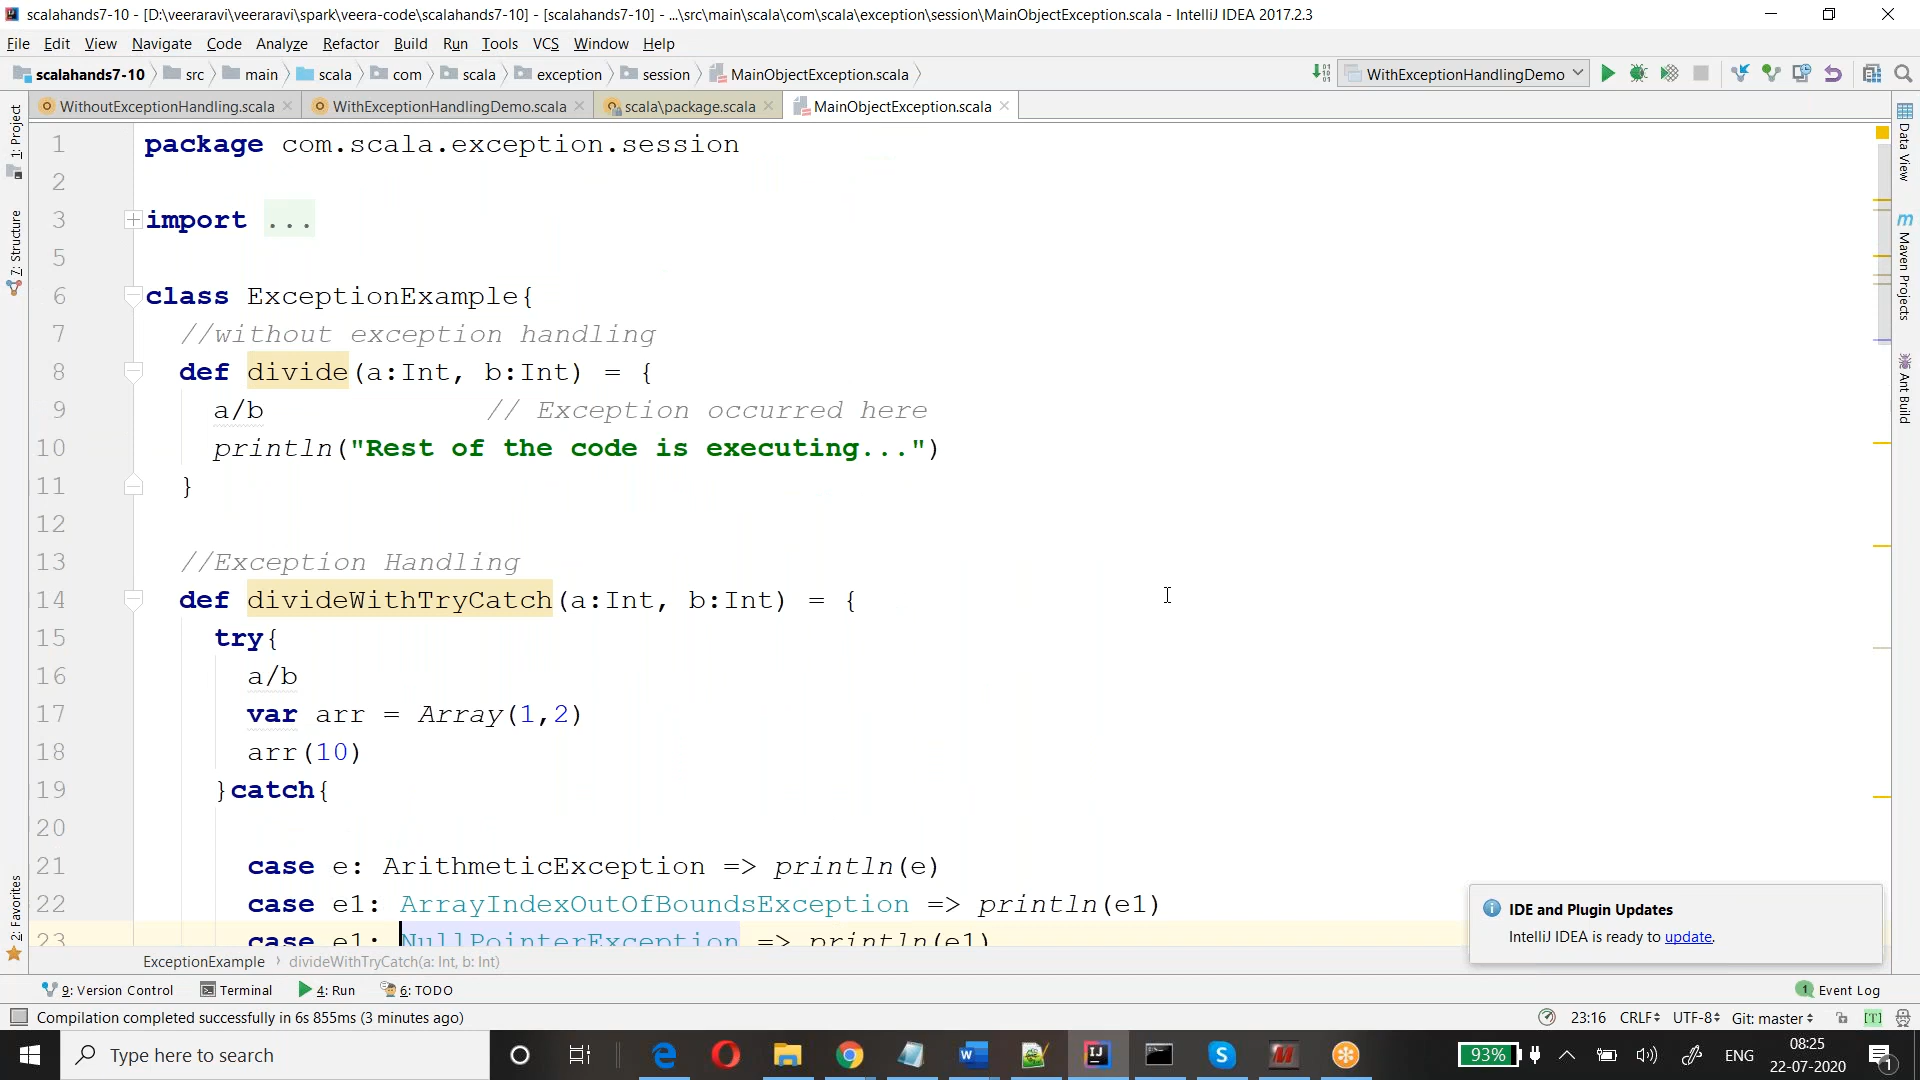 scalahands7-10 - [D:\veeraravi\veeraravi\spark\veera-code\scalahands7-10] - [scalahands7-10] - ...\src\main\scala\com\scala\exception\session\MainObjectException.scala - IntelliJ IDEA 2017.2.3
File Edit View Navigate Code Analyze Refactor Build Run Tools VCS Window Help
scalahands7-10 src main scala com scala exception session MainObjectException.scala WithExceptionHandlingDemo
WithoutExceptionHandling.scala WithExceptionHandlingDemo.scala scala\package.scala MainObjectException.scala
1: Project
7: Structure
2: Favorites
1 package com.scala.exception.session
2
3 import ...
5
6 class ExceptionExample{
7 //without exception handling
8 def divide(a:Int, b:Int) = {
9 a/b // Exception occurred here
10 println("Rest of the code is executing...")
11 }
12
13 //Exception Handling
14 def divideWithTryCatch(a:Int, b:Int) = {
15 try{
16 a/b
17 var arr = Array(1,2)
18 arr(10)
19 }catch{
20
21 case e: ArithmeticException => println(e)
22 case e1: ArrayIndexOutOfBoundsException => println(e1)
23 case e1: NullPointerException => println(e1)
Data View
Maven Projects
Ant Build
IDE and Plugin Updates
IntelliJ IDEA is ready to update.
ExceptionExample › divideWithTryCatch(a: Int, b: Int)
9: Version Control Terminal 4: Run 6: TODO 1 Event Log
Compilation completed successfully in 6s 855ms (3 minutes ago) 23:16 CRLF UTF-8 Git: master [T]
Type here to search 93% ENG 08:25
22-07-2020 1